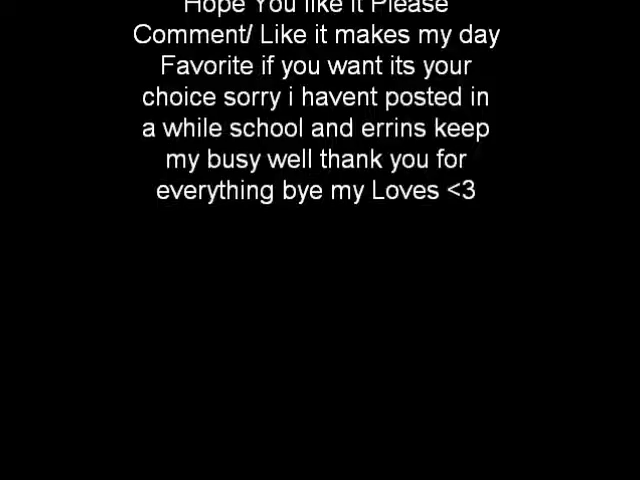 Hope You like it Please
Comment/ Like it makes my day
Favorite if you want its your
choice sorry i havent posted in
a while school and errins keep
my busy well thank you for
everything bye my Loves <3